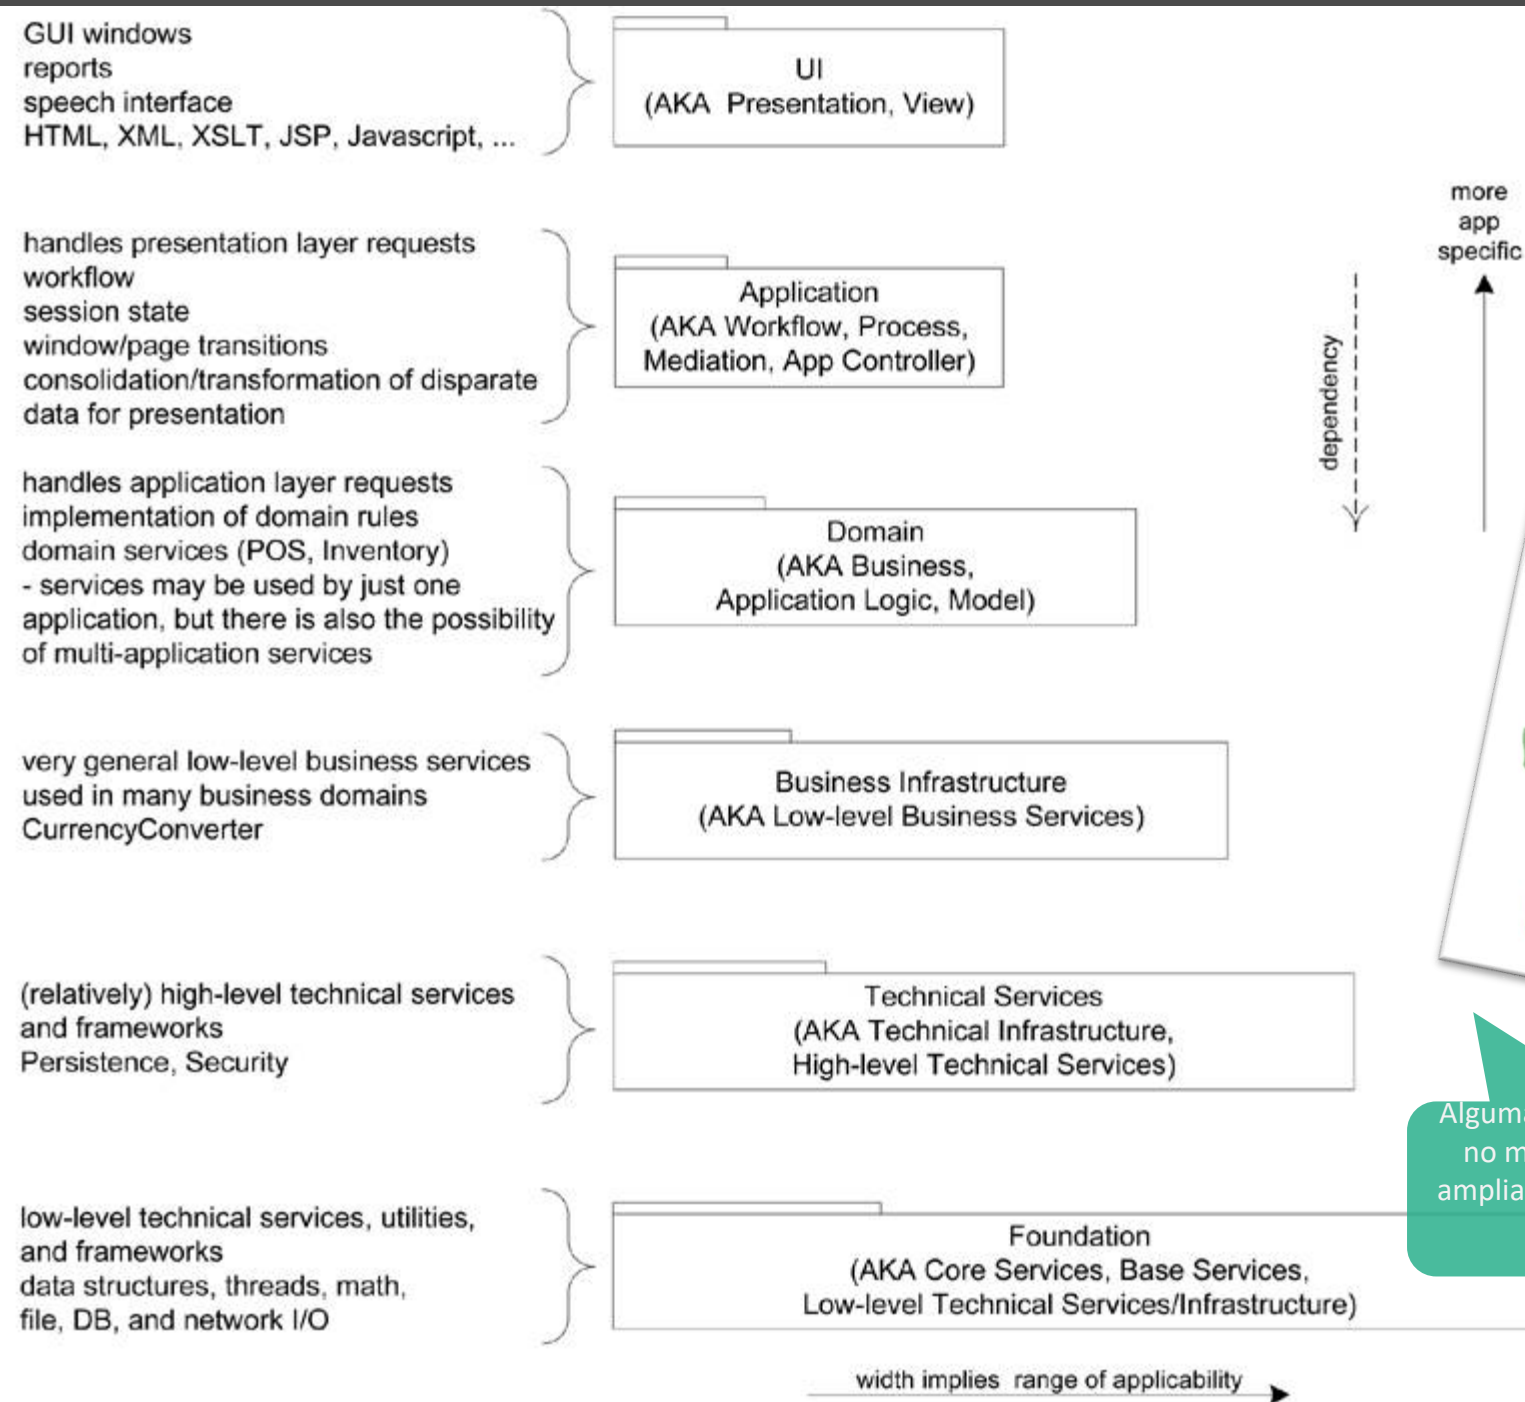 GUI windows
reports
speech interface
HTML, XML, XSLT, JSP, Javascript, ...
UI
(AKA Presentation, View)
handles presentation layer requests
workflow
session state
window/page transitions
consolidation/transformation of disparate
data for presentation
Application
(AKA Workflow, Process,
Mediation, App Controller)
more
app
specific
dependency
handles application layer requests
implementation of domain rules
domain services (POS, Inventory)
- services may be used by just one
application, but there is also the possibility
of multi-application services
Domain
(AKA Business,
Application Logic, Model)
very general low-level business services
used in many business domains
CurrencyConverter
Business Infrastructure
(AKA Low-level Business Services)
(relatively) high-level technical services
and frameworks
Persistence, Security
Technical Services
(AKA Technical Infrastructure,
High-level Technical Services)
no
low-level technical services, utilities,
and frameworks
data structures, threads, math,
file, DB, and network I/O
Foundation
(AKA Core Services, Base Services,
Low-level Technical Services/Infrastructure)
width implies range of applicability